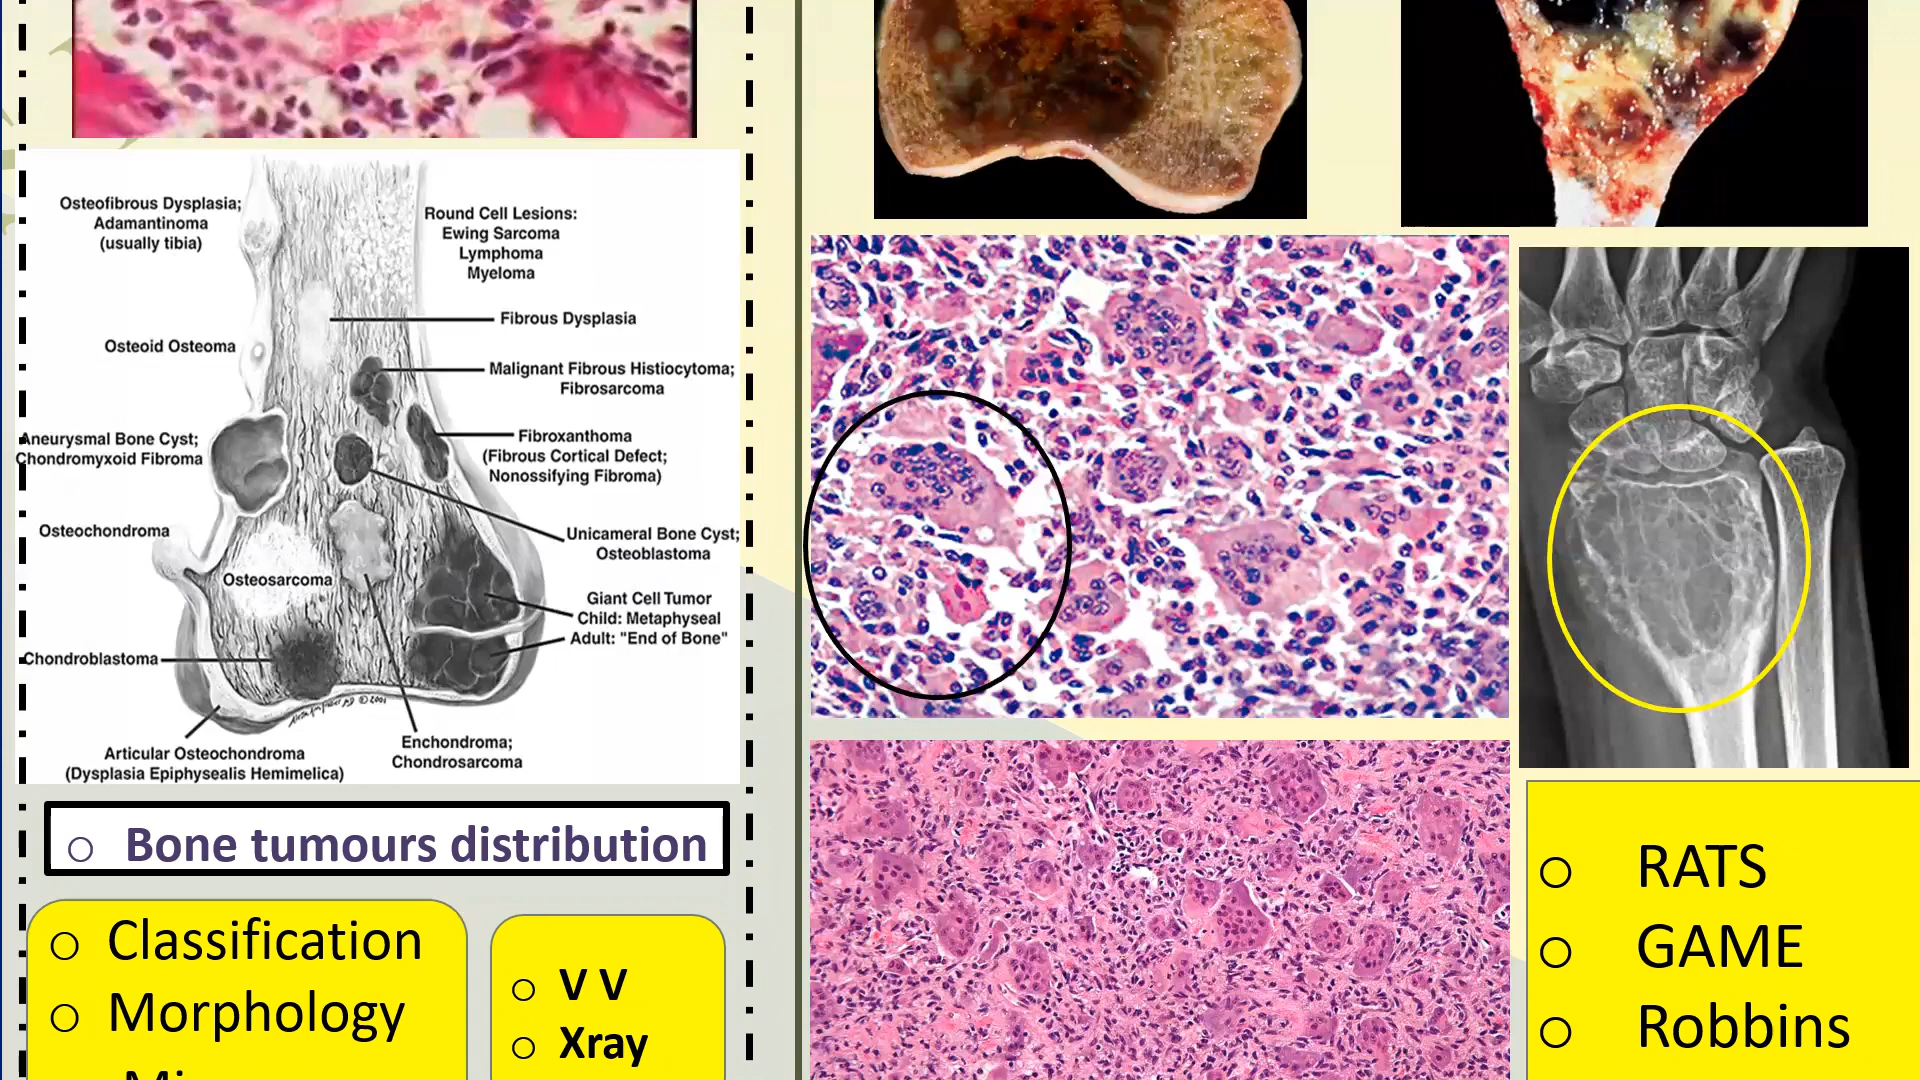 Osteofibrous Dysplasia;
Adamantinoma
(usually tibia)
Round Cell Lesions:
Ewing Sarcoma
Lymphoma
Myeloma
Fibrous Dysplasia
Osteoid Osteoma
Malignant Fibrous Histiocytoma;
Fibrosarcoma
Aneurysmal Bone Cyst;
Chondromyxoid Fibroma
Fibroxanthoma
(Fibrous Cortical Defect;
Nonossifying Fibroma)
Osteochondroma
Unicameral Bone Cyst;
Osteoblastoma
Osteosarcoma
Giant Cell Tumor
Child: Metaphyseal
Adult: "End of Bone"
Chondroblastoma
Articular Osteochondroma
(Dysplasia Epiphysealis Hemimelica)
Enchondroma;
Chondrosarcoma
Bone tumours distribution
Classification
Morphology
V V
Xray
RATS
GAME
Robbins